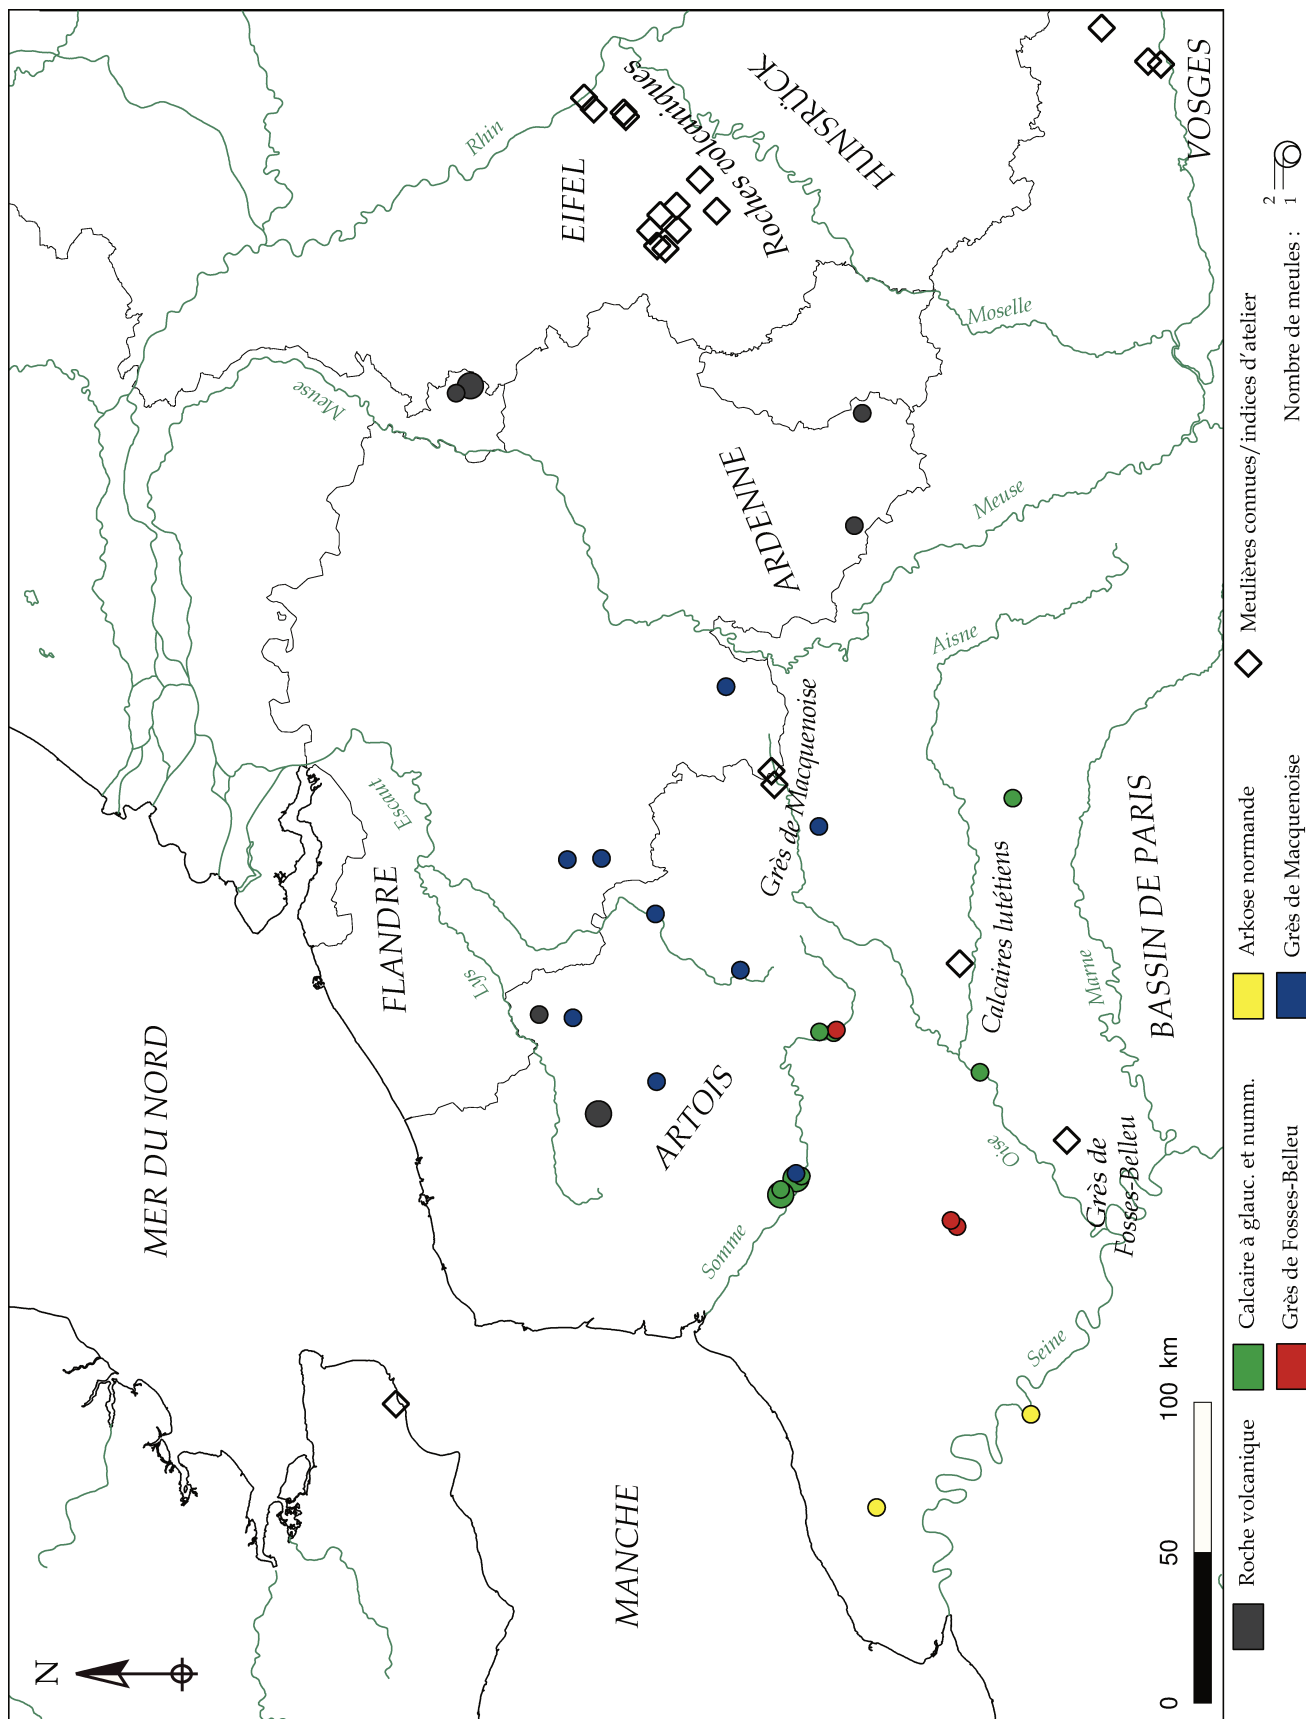 N
MER DU NORD
MANCHE
FLANDRE
ARTOIS
ARDENNE
EIFEL
HUNSRÜCK
VOSGES
BASSIN DE PARIS
Roches volcaniques
Grès de Macquenoise
Calcaires lutétiens
Grès de
Fosses-Belleu
Rhin
Meuse
Escaut
Lys
Somme
Seine
Oise
Marne
Aisne
Meuse
Moselle
0
50
100 km
Roche volcanique
Calcaire à glauc. et numm.
Arkose normande
Meulières connues/indices d'atelier
Grès de Fosses-Belleu
Grès de Macquenoise
Nombre de meules :
1
2